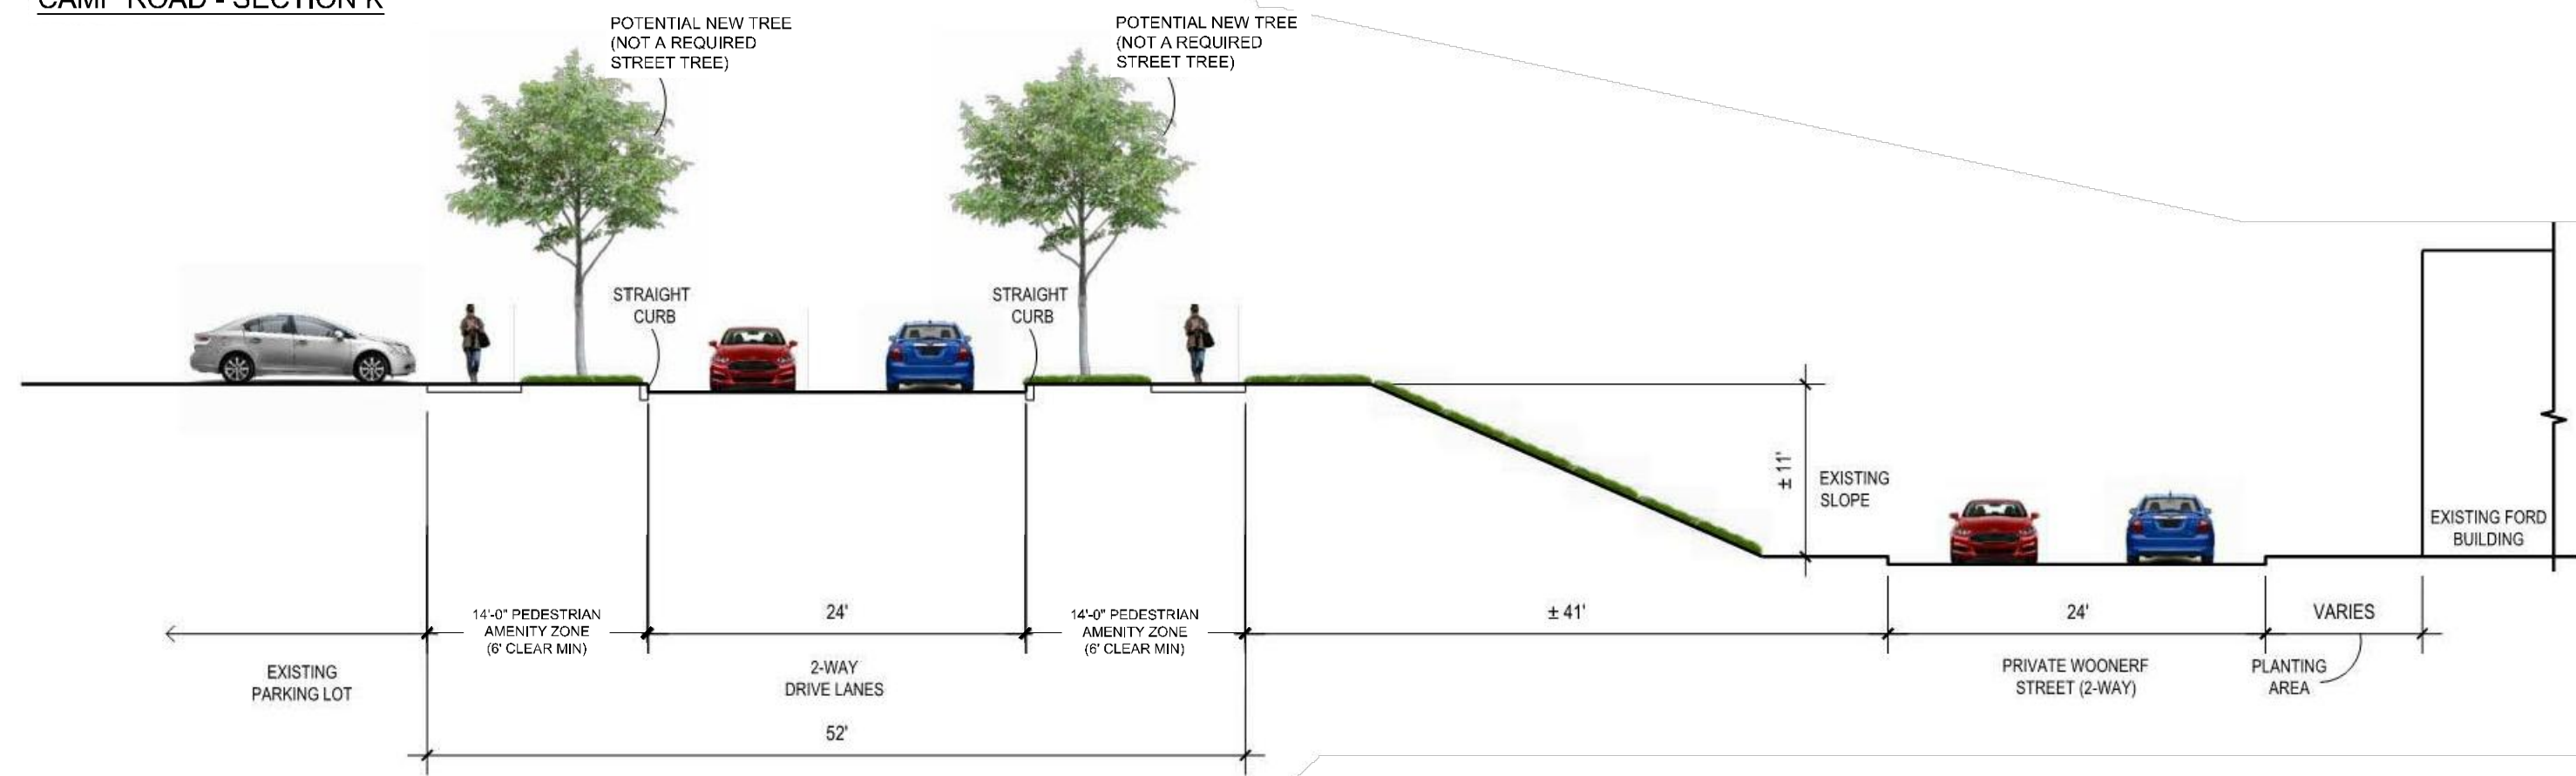 CAMP ROAD - SECTION K
POTENTIAL NEW TREE
(NOT A REQUIRED
STREET TREE)
POTENTIAL NEW TREE
(NOT A REQUIRED
STREET TREE)
STRAIGHT
CURB
STRAIGHT
CURB
± 11'
EXISTING
SLOPE
EXISTING FORD
BUILDING
14'-0" PEDESTRIAN
AMENITY ZONE
(6' CLEAR MIN)
24'
14'-0" PEDESTRIAN
AMENITY ZONE
(6' CLEAR MIN)
± 41'
24'
VARIES
EXISTING
PARKING LOT
2-WAY
DRIVE LANES
PRIVATE WOONERF
STREET (2-WAY)
PLANTING
AREA
52'